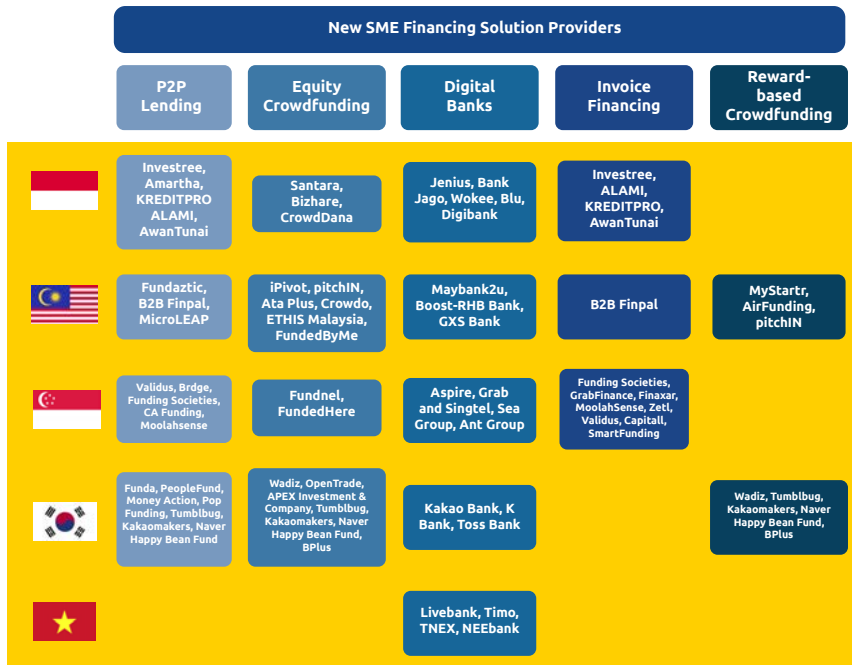 New SME Financing Solution Providers
P2P
Lending
Equity
Crowdfunding
Digital
Banks
Invoice
Financing
Reward-
based
Crowdfunding
Investree,
Amartha,
KREDITPRO
ALAMI,
AwanTunai
Santara,
Bizhare,
CrowdDana
Jenius, Bank
Jago, Wokee, Blu,
Digibank
Investree,
ALAMI,
KREDITPRO,
AwanTunai
Fundaztic,
B2B Finpal,
MicroLEAP
iPivot, pitchIN,
Ata Plus, Crowdo,
ETHIS Malaysia,
FundedByMe
Maybank2u,
Boost-RHB Bank,
GXS Bank
B2B Finpal
MyStartr,
AirFunding,
pitchIN
Validus, Brdge,
Funding Societies,
CA Funding,
Moolahsense
Fundnel,
FundedHere
Aspire, Grab
and Singtel, Sea
Group, Ant Group
Funding Societies,
GrabFinance, Finaxar,
MoolahSense, Zetl,
Validus, Capitall,
SmartFunding
Funda, PeopleFund,
Money Action, Pop
Funding, Tumblbug,
Kakaomakers, Naver
Happy Bean Fund
Wadiz, OpenTrade,
APEX Investment &
Company, Tumblbug,
Kakaomakers, Naver
Happy Bean Fund,
BPlus
Kakao Bank, K
Bank, Toss Bank
Wadiz, Tumblbug,
Kakaomakers, Naver
Happy Bean Fund,
BPlus
Livebank, Timo,
TNEX, NEEbank